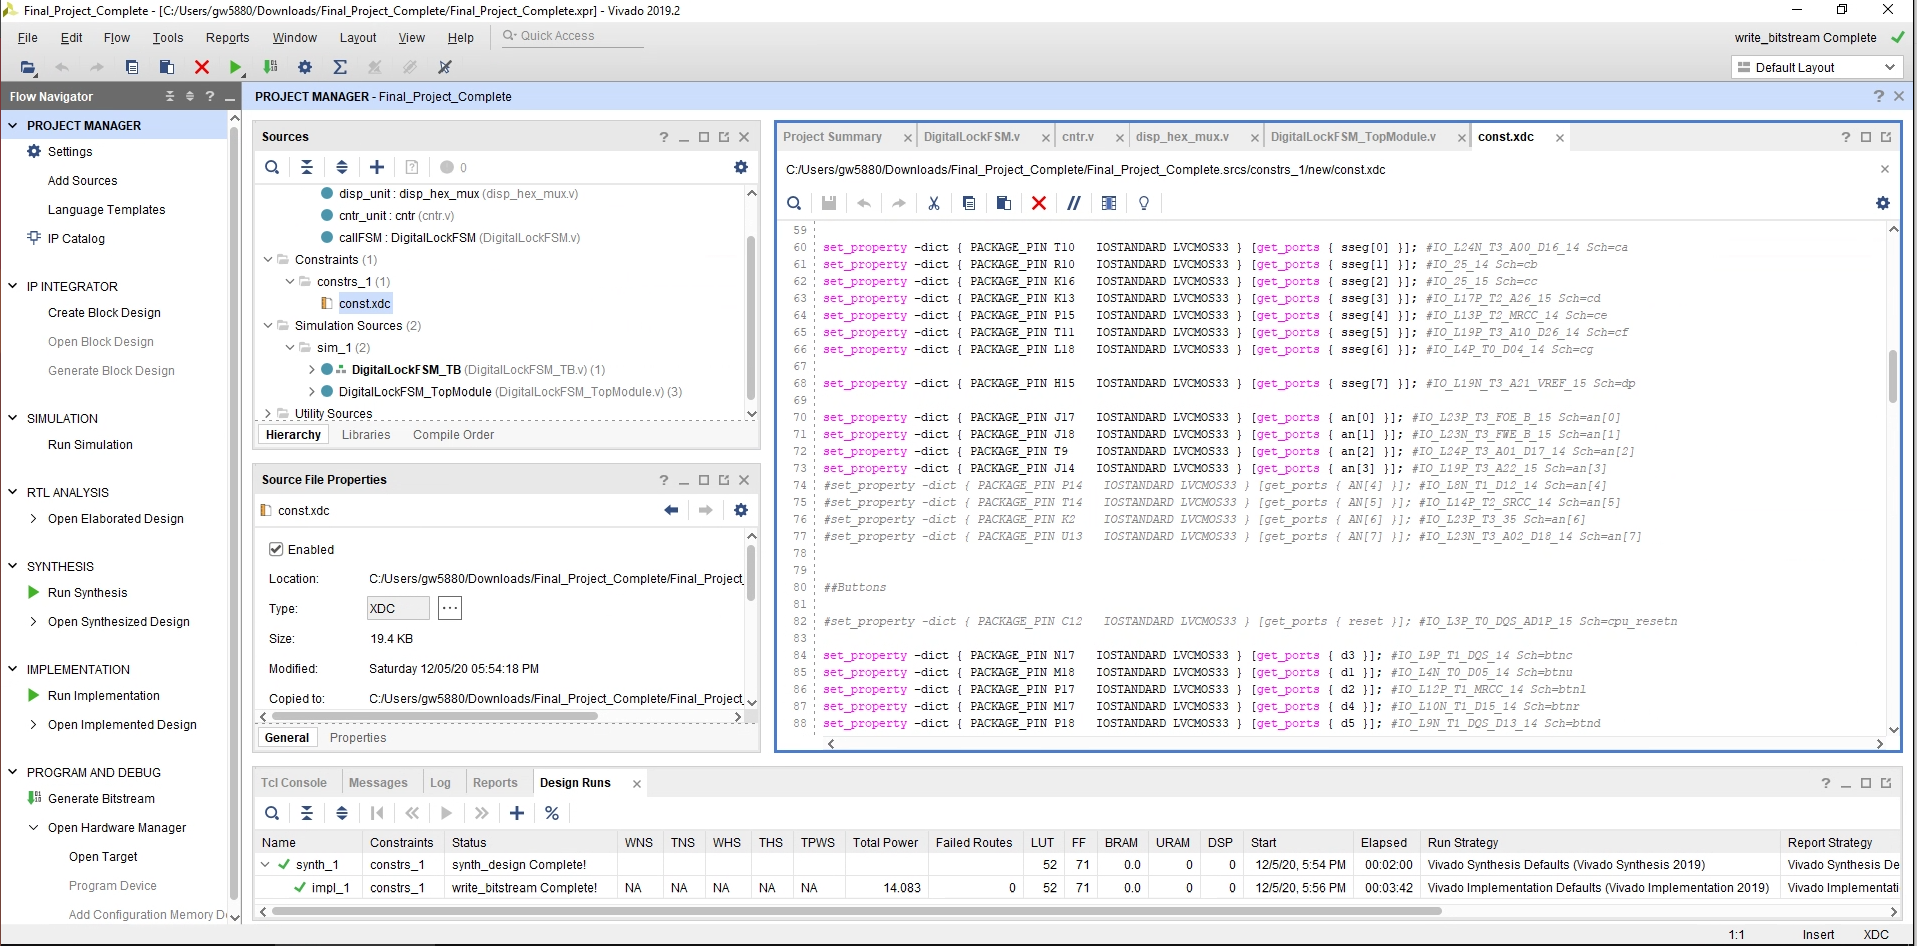 Final_Project_Complete - [C:/Users/gw5880/Downloads/Final_Project_Complete/Final_Project_Complete.xpr] - Vivado 2019.2
File Edit Flow Tools Reports Window Layout View Help Quick Access
write_bitstream Complete
Default Layout
Flow Navigator
PROJECT MANAGER
Settings
Add Sources
Language Templates
IP Catalog
IP INTEGRATOR
Create Block Design
Open Block Design
Generate Block Design
SIMULATION
Run Simulation
RTL ANALYSIS
Open Elaborated Design
SYNTHESIS
Run Synthesis
Open Synthesized Design
IMPLEMENTATION
Run Implementation
Open Implemented Design
PROGRAM AND DEBUG
Generate Bitstream
Open Hardware Manager
Open Target
Program Device
Add Configuration Memory D
PROJECT MANAGER - Final_Project_Complete
Sources
0
disp_unit : disp_hex_mux (disp_hex_mux.v)
cntr_unit : cntr (cntr.v)
callFSM : DigitalLockFSM (DigitalLockFSM.v)
Constraints (1)
constrs_1 (1)
const.xdc
Simulation Sources (2)
sim_1 (2)
DigitalLockFSM_TB (DigitalLockFSM_TB.v) (1)
DigitalLockFSM_TopModule (DigitalLockFSM_TopModule.v) (3)
Utility Sources
Hierarchy Libraries Compile Order
Source File Properties
const.xdc
Enabled
Location: C:/Users/gw5880/Downloads/Final_Project_Complete/Final_Project_
Type: XDC
Size: 19.4 KB
Modified: Saturday 12/05/20 05:54:18 PM
Copied to: C:/Users/gw5880/Downloads/Final_Project_Complete/Final_Project_
General Properties
Project Summary DigitalLockFSM.v cntr.v disp_hex_mux.v DigitalLockFSM_TopModule.v const.xdc
C:/Users/gw5880/Downloads/Final_Project_Complete/Final_Project_Complete.srcs/constrs_1/new/const.xdc
59
60 set_property -dict { PACKAGE_PIN T10 IOSTANDARD LVCMOS33 } [get_ports { sseg[0] }]; #IO_L24N_T3_A00_D16_14 Sch=ca
61 set_property -dict { PACKAGE_PIN R10 IOSTANDARD LVCMOS33 } [get_ports { sseg[1] }]; #IO_25_14 Sch=cb
62 set_property -dict { PACKAGE_PIN K16 IOSTANDARD LVCMOS33 } [get_ports { sseg[2] }]; #IO_25_15 Sch=cc
63 set_property -dict { PACKAGE_PIN K13 IOSTANDARD LVCMOS33 } [get_ports { sseg[3] }]; #IO_L17P_T2_A26_15 Sch=cd
64 set_property -dict { PACKAGE_PIN P15 IOSTANDARD LVCMOS33 } [get_ports { sseg[4] }]; #IO_L13P_T2_MRCC_14 Sch=ce
65 set_property -dict { PACKAGE_PIN T11 IOSTANDARD LVCMOS33 } [get_ports { sseg[5] }]; #IO_L19P_T3_A10_D26_14 Sch=cf
66 set_property -dict { PACKAGE_PIN L18 IOSTANDARD LVCMOS33 } [get_ports { sseg[6] }]; #IO_L4P_T0_D04_14 Sch=cg
67
68 set_property -dict { PACKAGE_PIN H15 IOSTANDARD LVCMOS33 } [get_ports { sseg[7] }]; #IO_L19N_T3_A21_VREF_15 Sch=dp
69
70 set_property -dict { PACKAGE_PIN J17 IOSTANDARD LVCMOS33 } [get_ports { an[0] }]; #IO_L23P_T3_FOE_B_15 Sch=an[0]
71 set_property -dict { PACKAGE_PIN J18 IOSTANDARD LVCMOS33 } [get_ports { an[1] }]; #IO_L23N_T3_FWE_B_15 Sch=an[1]
72 set_property -dict { PACKAGE_PIN T9 IOSTANDARD LVCMOS33 } [get_ports { an[2] }]; #IO_L24P_T3_A01_D17_14 Sch=an[2]
73 set_property -dict { PACKAGE_PIN J14 IOSTANDARD LVCMOS33 } [get_ports { an[3] }]; #IO_L19P_T3_A22_15 Sch=an[3]
74 #set_property -dict { PACKAGE_PIN P14 IOSTANDARD LVCMOS33 } [get_ports { AN[4] }]; #IO_L8N_T1_D12_14 Sch=an[4]
75 #set_property -dict { PACKAGE_PIN T14 IOSTANDARD LVCMOS33 } [get_ports { AN[5] }]; #IO_L14P_T2_SRCC_14 Sch=an[5]
76 #set_property -dict { PACKAGE_PIN K2 IOSTANDARD LVCMOS33 } [get_ports { AN[6] }]; #IO_L23P_T3_35 Sch=an[6]
77 #set_property -dict { PACKAGE_PIN U13 IOSTANDARD LVCMOS33 } [get_ports { AN[7] }]; #IO_L23N_T3_A02_D18_14 Sch=an[7]
78
79
80 ##Buttons
81
82 #set_property -dict { PACKAGE_PIN C12 IOSTANDARD LVCMOS33 } [get_ports { reset }]; #IO_L3P_T0_DQS_AD1P_15 Sch=cpu_resetn
83
84 set_property -dict { PACKAGE_PIN N17 IOSTANDARD LVCMOS33 } [get_ports { d3 }]; #IO_L9P_T1_DQS_14 Sch=btnc
85 set_property -dict { PACKAGE_PIN M18 IOSTANDARD LVCMOS33 } [get_ports { d1 }]; #IO_L4N_T0_D05_14 Sch=btnu
86 set_property -dict { PACKAGE_PIN P17 IOSTANDARD LVCMOS33 } [get_ports { d2 }]; #IO_L12P_T1_MRCC_14 Sch=btnl
87 set_property -dict { PACKAGE_PIN M17 IOSTANDARD LVCMOS33 } [get_ports { d4 }]; #IO_L10N_T1_D15_14 Sch=btnr
88 set_property -dict { PACKAGE_PIN P18 IOSTANDARD LVCMOS33 } [get_ports { d5 }]; #IO_L9N_T1_DQS_D13_14 Sch=btnd
Tcl Console Messages Log Reports Design Runs
Name Constraints Status WNS TNS WHS THS TPWS Total Power Failed Routes LUT FF BRAM URAM DSP Start Elapsed Run Strategy Report Strategy
synth_1 constrs_1 synth_design Complete! 52 71 0.0 0 0 12/5/20, 5:54 PM 00:02:00 Vivado Synthesis Defaults (Vivado Synthesis 2019) Vivado Synthesis De
impl_1 constrs_1 write_bitstream Complete! NA NA NA NA NA 14.083 0 52 71 0.0 0 0 12/5/20, 5:56 PM 00:03:42 Vivado Implementation Defaults (Vivado Implementation 2019) Vivado Implementati
1:1 Insert XDC